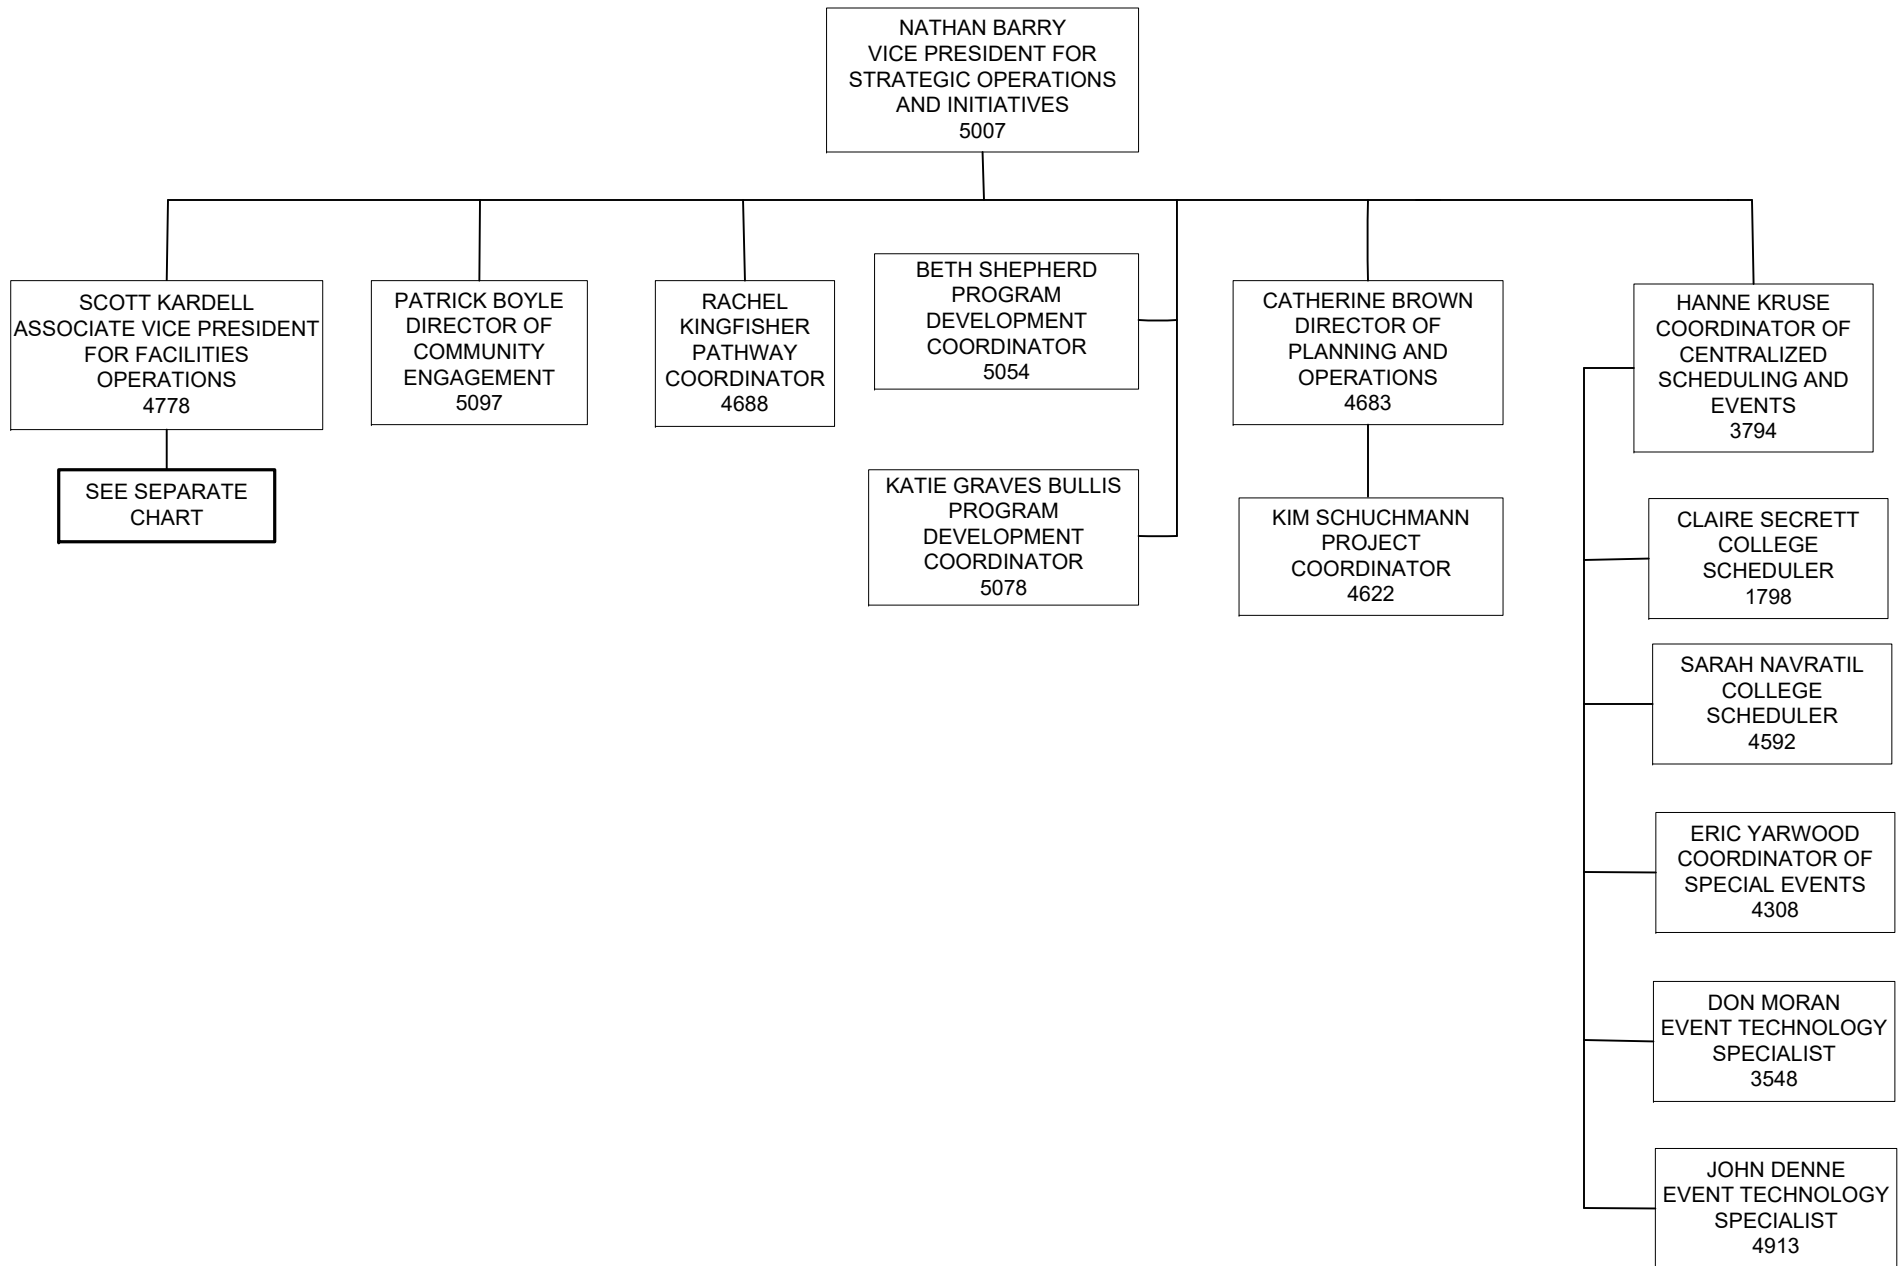 NATHAN BARRY
VICE PRESIDENT FOR
STRATEGIC OPERATIONS
AND INITIATIVES
5007
SCOTT KARDELL
ASSOCIATE VICE PRESIDENT
FOR FACILITIES
OPERATIONS
4778
SEE SEPARATE
CHART
PATRICK BOYLE
DIRECTOR OF
COMMUNITY
ENGAGEMENT
5097
RACHEL
KINGFISHER
PATHWAY
COORDINATOR
4688
BETH SHEPHERD
PROGRAM
DEVELOPMENT
COORDINATOR
5054
KATIE GRAVES BULLIS
PROGRAM
DEVELOPMENT
COORDINATOR
5078
CATHERINE BROWN
DIRECTOR OF
PLANNING AND
OPERATIONS
4683
KIM SCHUCHMANN
PROJECT
COORDINATOR
4622
HANNE KRUSE
COORDINATOR OF
CENTRALIZED
SCHEDULING AND
EVENTS
3794
CLAIRE SECRETT
COLLEGE
SCHEDULER
1798
SARAH NAVRATIL
COLLEGE
SCHEDULER
4592
ERIC YARWOOD
COORDINATOR OF
SPECIAL EVENTS
4308
DON MORAN
EVENT TECHNOLOGY
SPECIALIST
3548
JOHN DENNE
EVENT TECHNOLOGY
SPECIALIST
4913